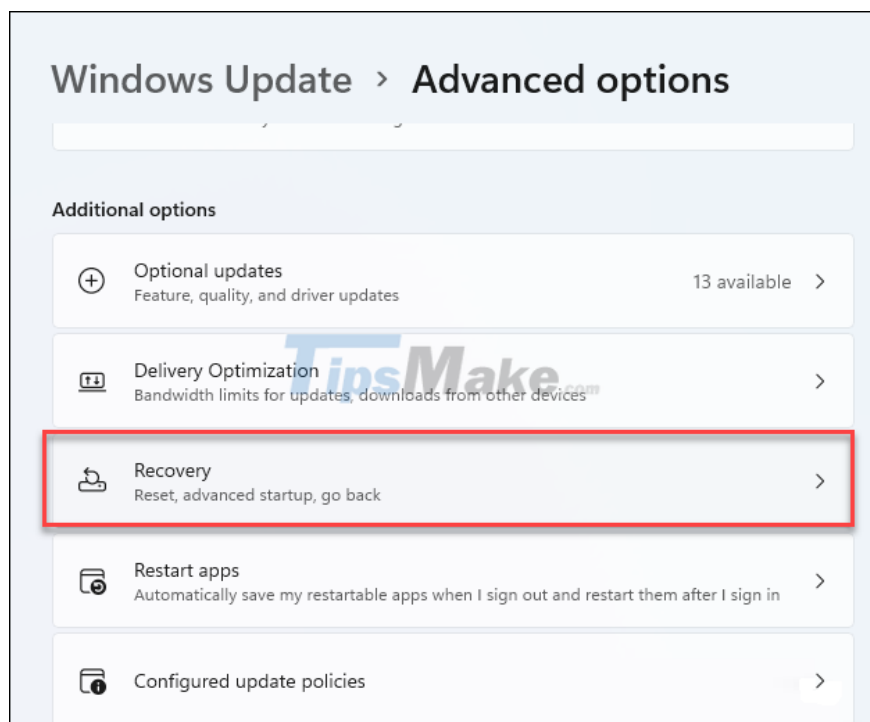 Windows Update > Advanced options
Additional options
Optional updates
Feature, quality, and driver updates
13 available
TipsMake.com
Delivery Optimization
Bandwidth limits for updates, downloads from other devices
Recovery
Reset, advanced startup, go back
Restart apps
Automatically save my restartable apps when I sign out and restart them after I sign in
Configured update policies